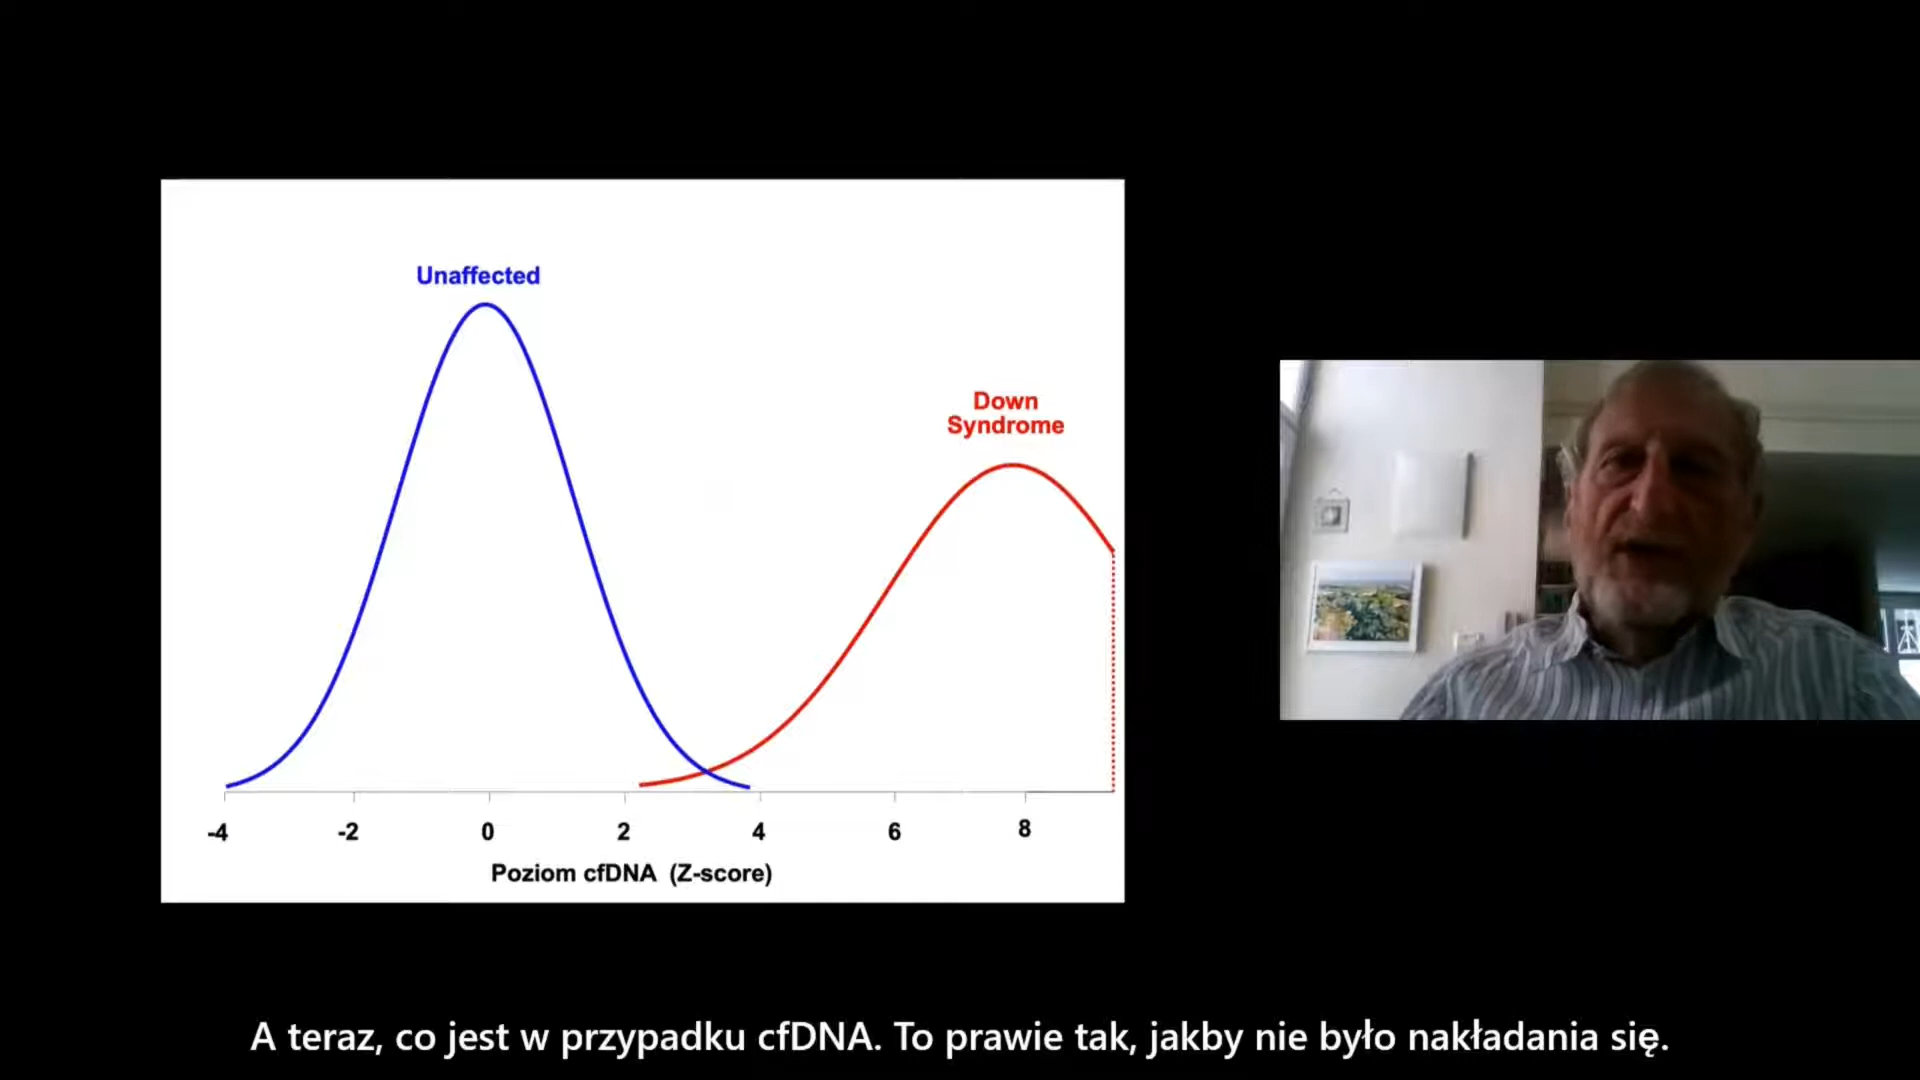 Unaffected
Down
Syndrome
-4 -2 0 2 4 6 8
Poziom cfDNA (Z-score)
A teraz, co jest w przypadku cfDNA. To prawie tak, jakby nie było nakładania się.